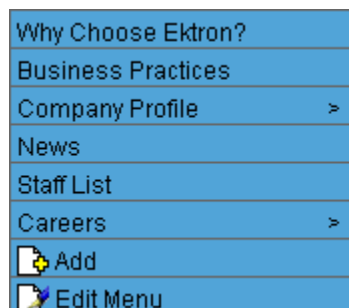 Why Choose Ektron?
Business Practices
Company Profile >
News
Staff List
Careers >
Add
Edit Menu